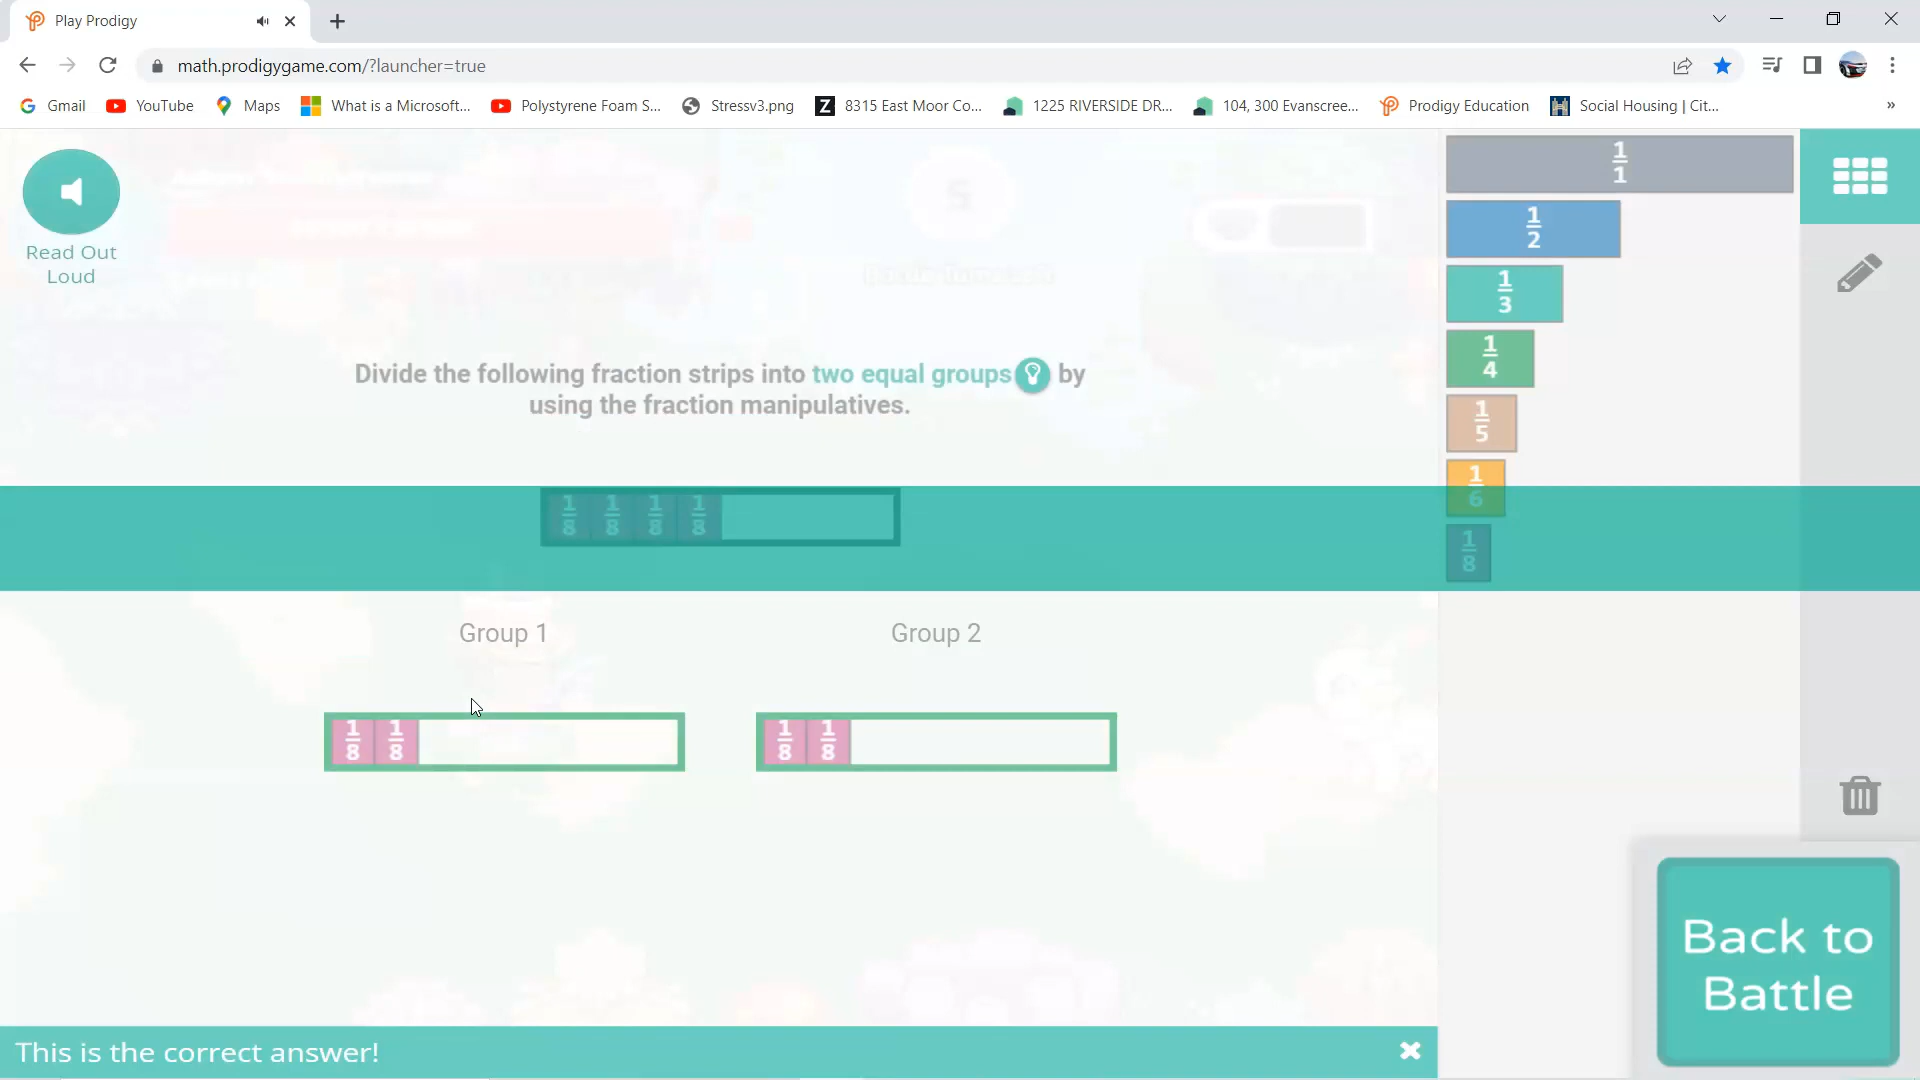 Play Prodigy
math.prodigygame.com/?launcher=true
Gmail
YouTube
Maps
What is a Microsoft...
Polystyrene Foam S...
Stressv3.png
8315 East Moor Co...
1225 RIVERSIDE DR...
104, 300 Evanscree...
Prodigy Education
Social Housing | Cit...
»
Read Out
Loud
5
Divide the following fraction strips into two equal groups by
using the fraction manipulatives.
1/8 1/8 1/8 1/8
Group 1
Group 2
1/8 1/8
1/8 1/8
1/1
1/2
1/3
1/4
1/5
1/6
1/8
Back to
Battle
This is the correct answer!